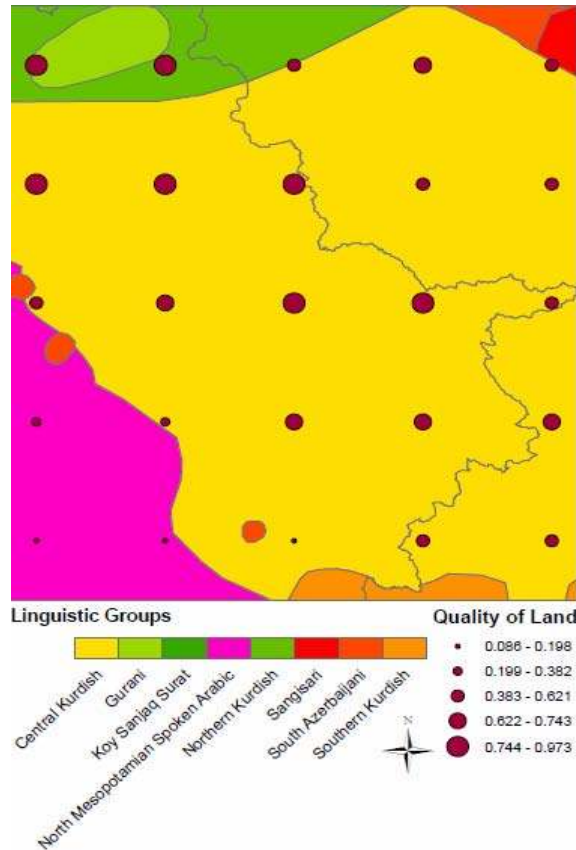 Linguistic Groups
Central Kurdish
Gurani
Koy Sanjaq Surat
North Mesopotamian Spoken Arabic
Northern Kurdish
Sangisari
South Azerbaijani
Southern Kurdish
N
Quality of Land
0.086 - 0.198
0.199 - 0.382
0.383 - 0.621
0.622 - 0.743
0.744 - 0.973